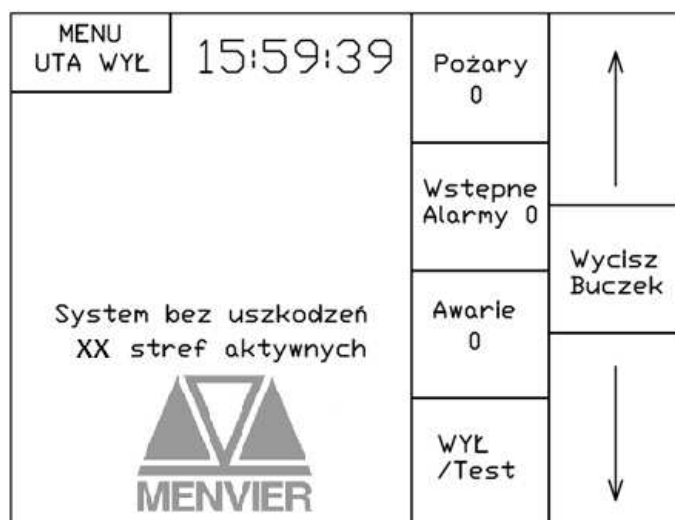 MENU
UTA WYŁ
15:59:39
Pożary
0
Wstępne
Alarmy 0
Wycisz
Buczek
System bez uszkodzeń
XX stref aktywnych
Awarie
0
WYŁ
/Test
MENVIER